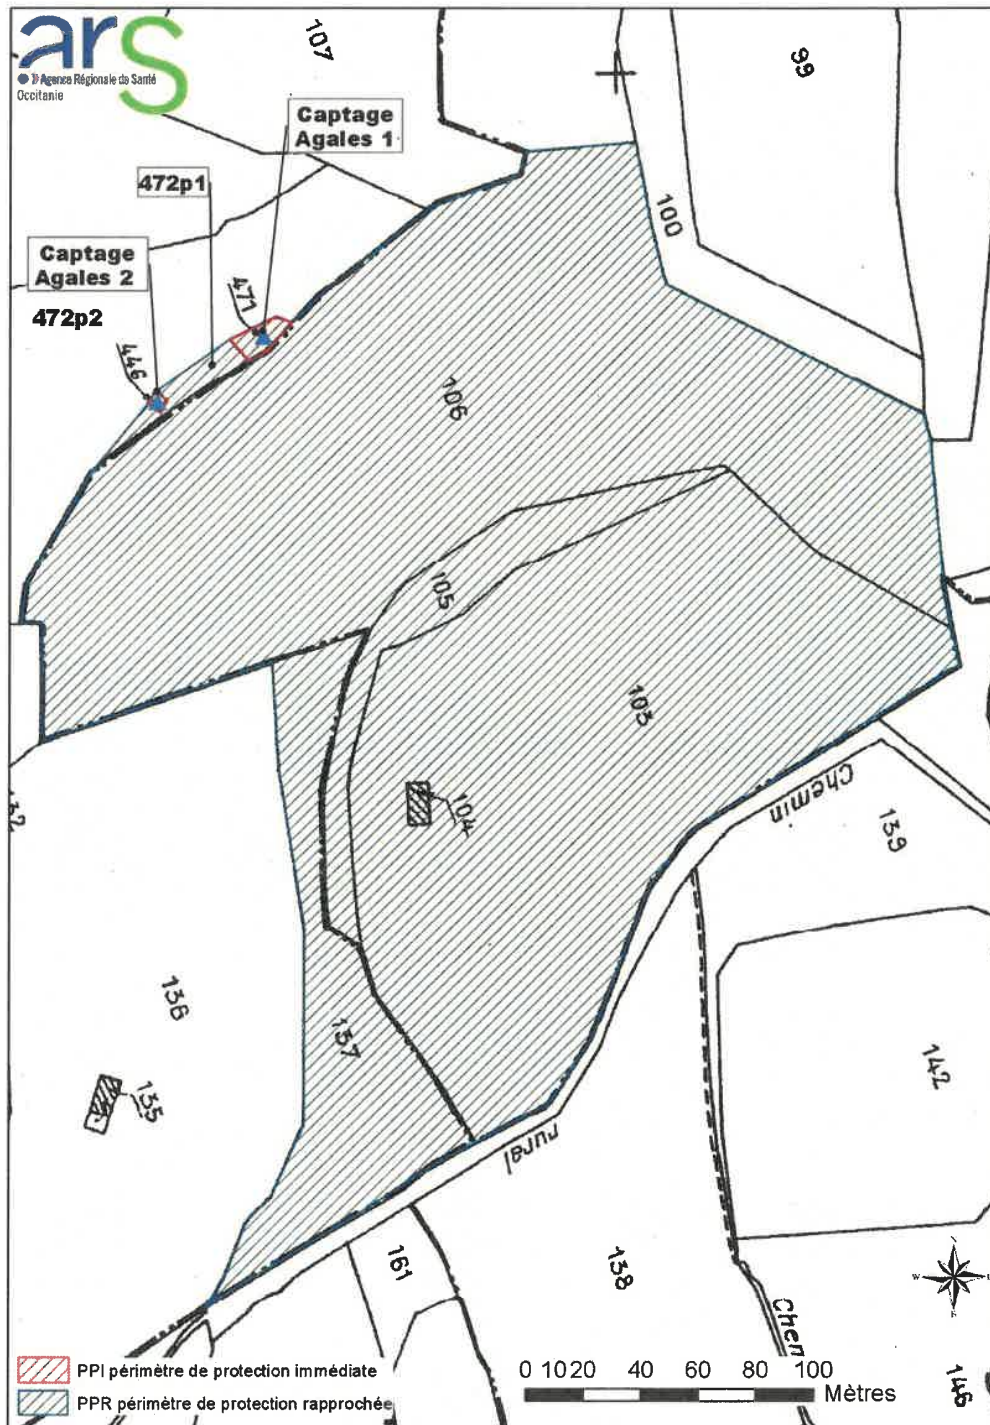 ars
Agence Régionale de Santé
Occitanie
107
99
Captage
Agales 1
472p1
100
Captage
Agales 2
471
472p2
446
106
105
103
104
Chemin
139
132
136
137
135
142
rural
161
138
Chem
146
PPI périmètre de protection immédiate
PPR périmètre de protection rapprochée
0 10 20 40 60 80 100
Mètres